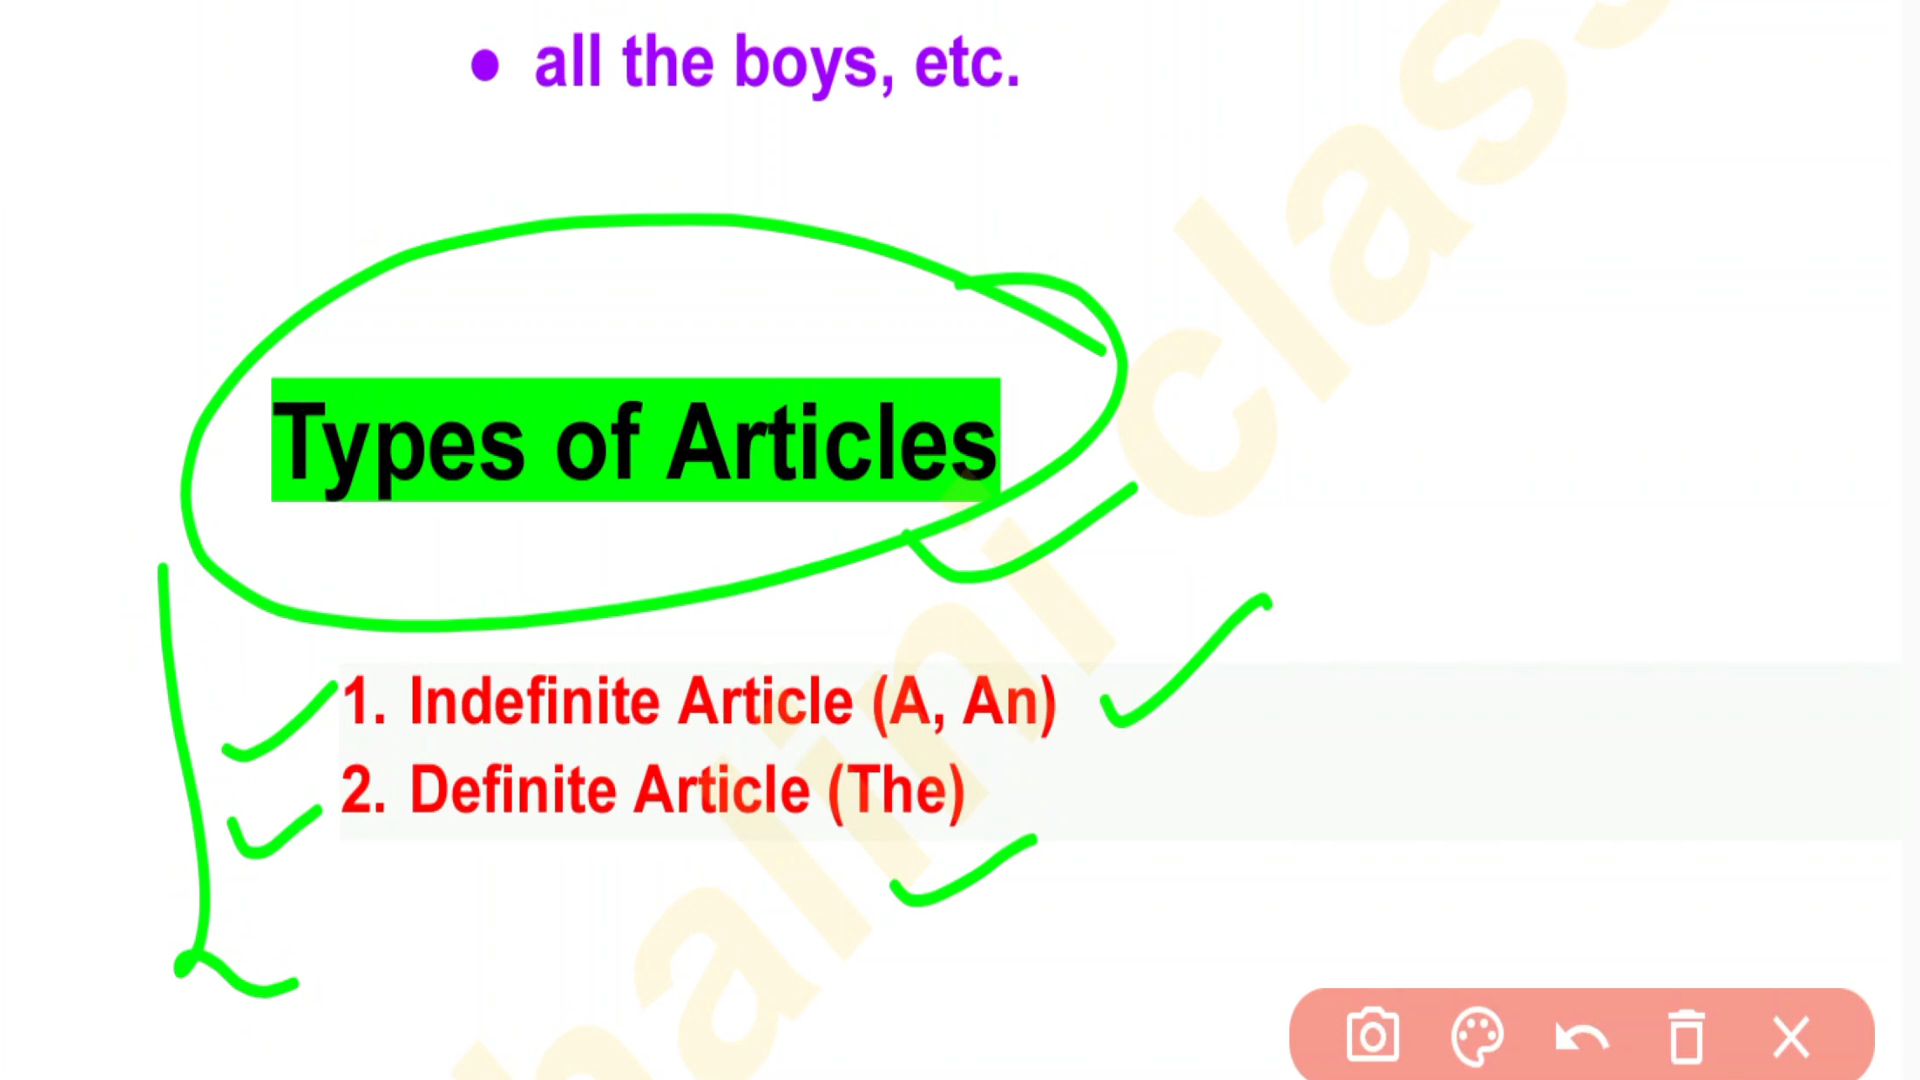 • all the boys, etc.
Types of Articles
1. Indefinite Article (A, An)
2. Definite Article (The)